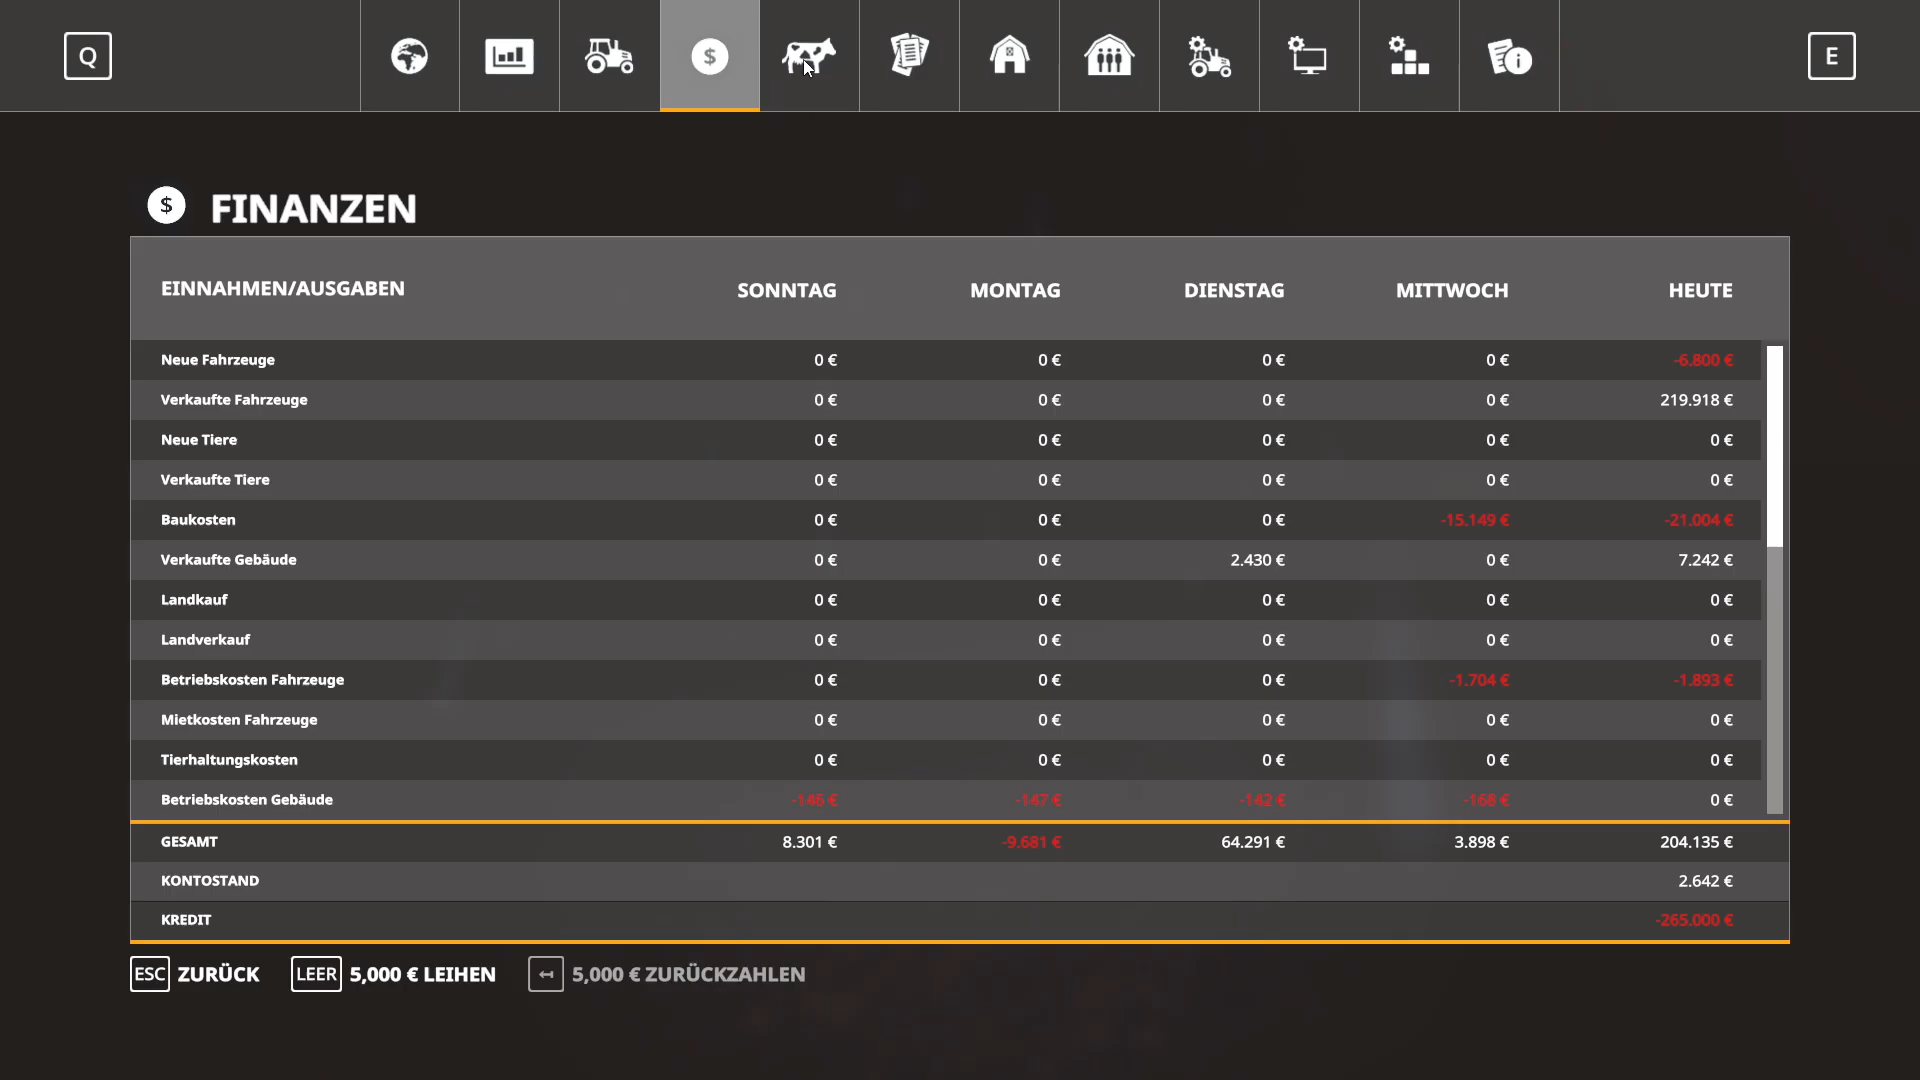 Q
E
$ FINANZEN
EINNAHMEN/AUSGABEN SONNTAG MONTAG DIENSTAG MITTWOCH HEUTE
Neue Fahrzeuge 0 € 0 € 0 € 0 € -6.800 €
Verkaufte Fahrzeuge 0 € 0 € 0 € 0 € 219.918 €
Neue Tiere 0 € 0 € 0 € 0 € 0 €
Verkaufte Tiere 0 € 0 € 0 € 0 € 0 €
Baukosten 0 € 0 € 0 € -15.149 € -21.004 €
Verkaufte Gebäude 0 € 0 € 2.430 € 0 € 7.242 €
Landkauf 0 € 0 € 0 € 0 € 0 €
Landverkauf 0 € 0 € 0 € 0 € 0 €
Betriebskosten Fahrzeuge 0 € 0 € 0 € -1.704 € -1.893 €
Mietkosten Fahrzeuge 0 € 0 € 0 € 0 € 0 €
Tierhaltungskosten 0 € 0 € 0 € 0 € 0 €
Betriebskosten Gebäude -146 € -147 € -142 € -168 € 0 €
GESAMT 8.301 € -9.681 € 64.291 € 3.898 € 204.135 €
KONTOSTAND 2.642 €
KREDIT -265.000 €
ESC ZURÜCK LEER 5,000 € LEIHEN ↔ 5,000 € ZURÜCKZAHLEN